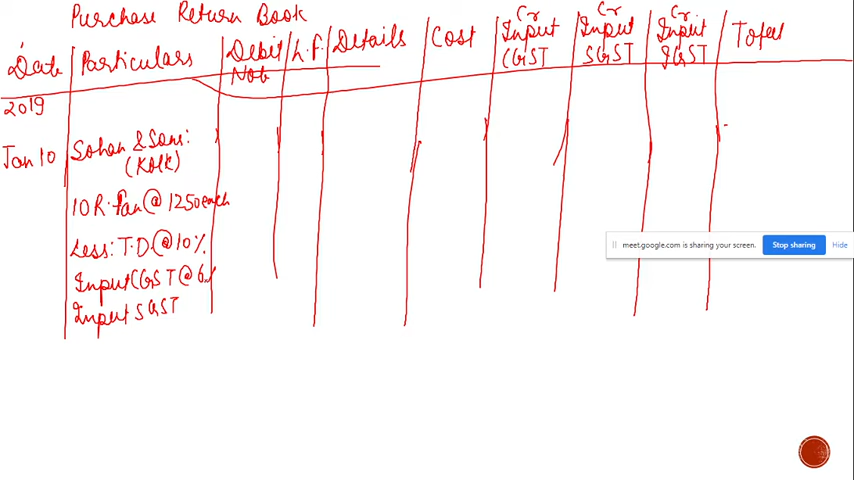 Purchase Return Book
Date Particulars Debit Note L.f. Details Cost Cr Input CGST Cr Input SGST Cr Input IGST Total
2019
Jan 10 Sohan & Sons:
(Kolk)
10 R. Fan @ 1250 each
Less: T.D @ 10%
Input CGST @ 6%
Input SGST
meet.google.com is sharing your screen. Stop sharing Hide